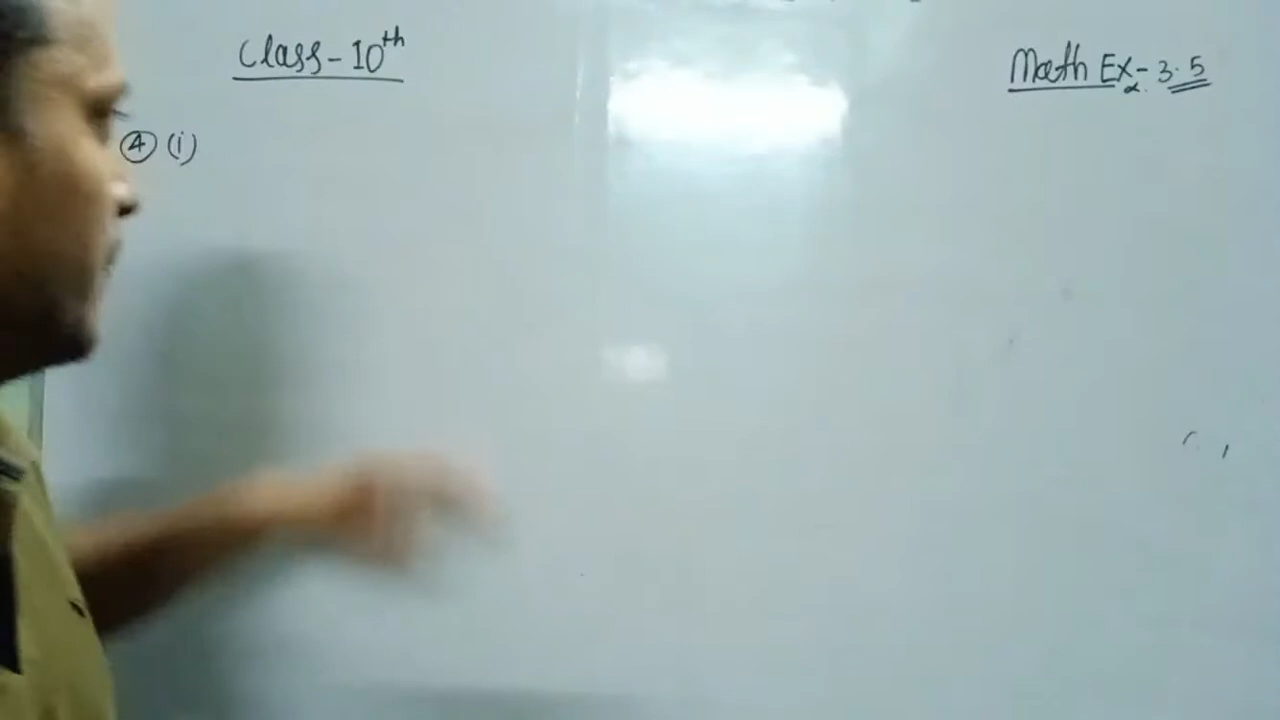 Class-10th
Math Ex-3.5
④ (i)